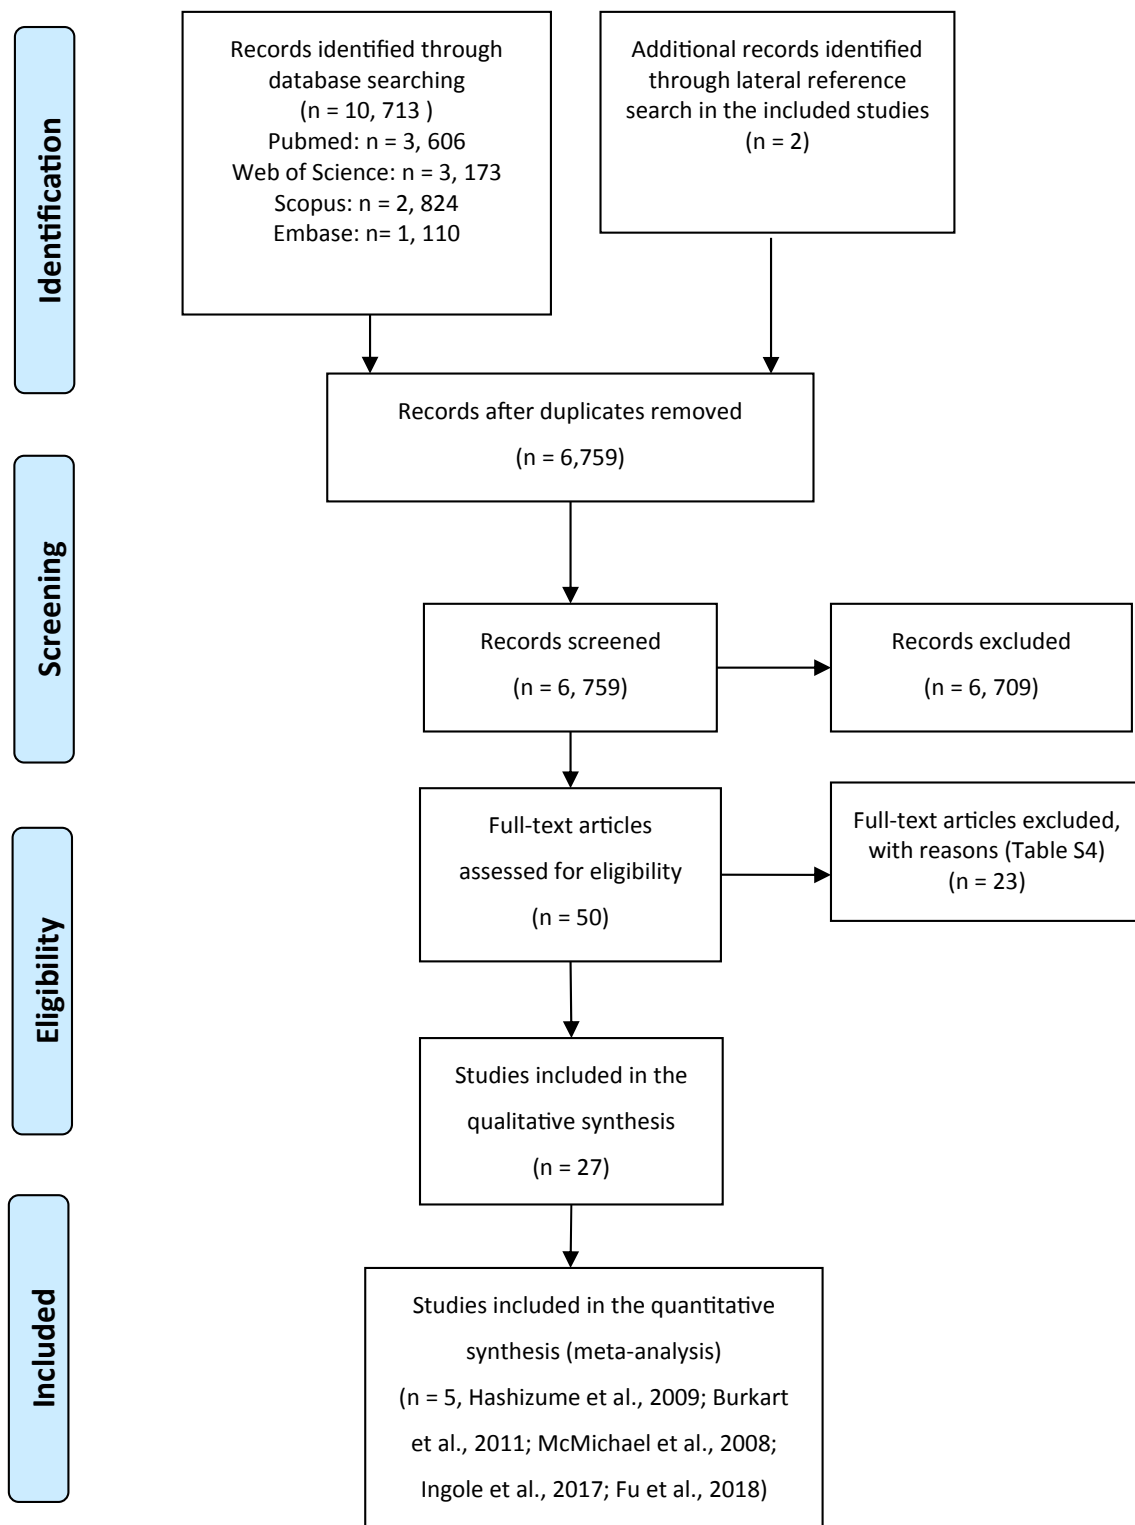 Identification
Records identified through
database searching
(n = 10, 713 )
Pubmed: n = 3, 606
Web of Science: n = 3, 173
Scopus: n = 2, 824
Embase: n= 1, 110
Additional records identified
through lateral reference
search in the included studies
(n = 2)
Records after duplicates removed
(n = 6,759)
Screening
Records screened
(n = 6, 759)
Records excluded
(n = 6, 709)
Eligibility
Full-text articles
assessed for eligibility
(n = 50)
Full-text articles excluded,
with reasons (Table S4)
(n = 23)
Studies included in the
qualitative synthesis
(n = 27)
Included
Studies included in the quantitative
synthesis (meta-analysis)
(n = 5, Hashizume et al., 2009; Burkart
et al., 2011; McMichael et al., 2008;
Ingole et al., 2017; Fu et al., 2018)